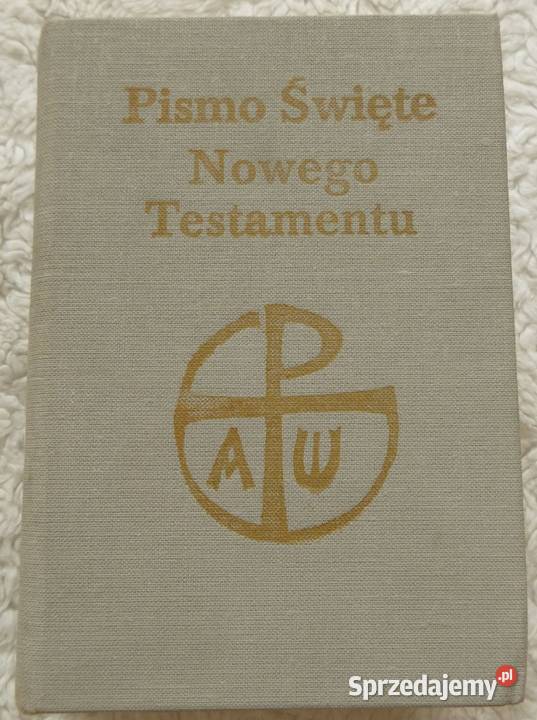 Pismo Święte
Nowego
Testamentu
P
A W
Sprzedajemy.pl